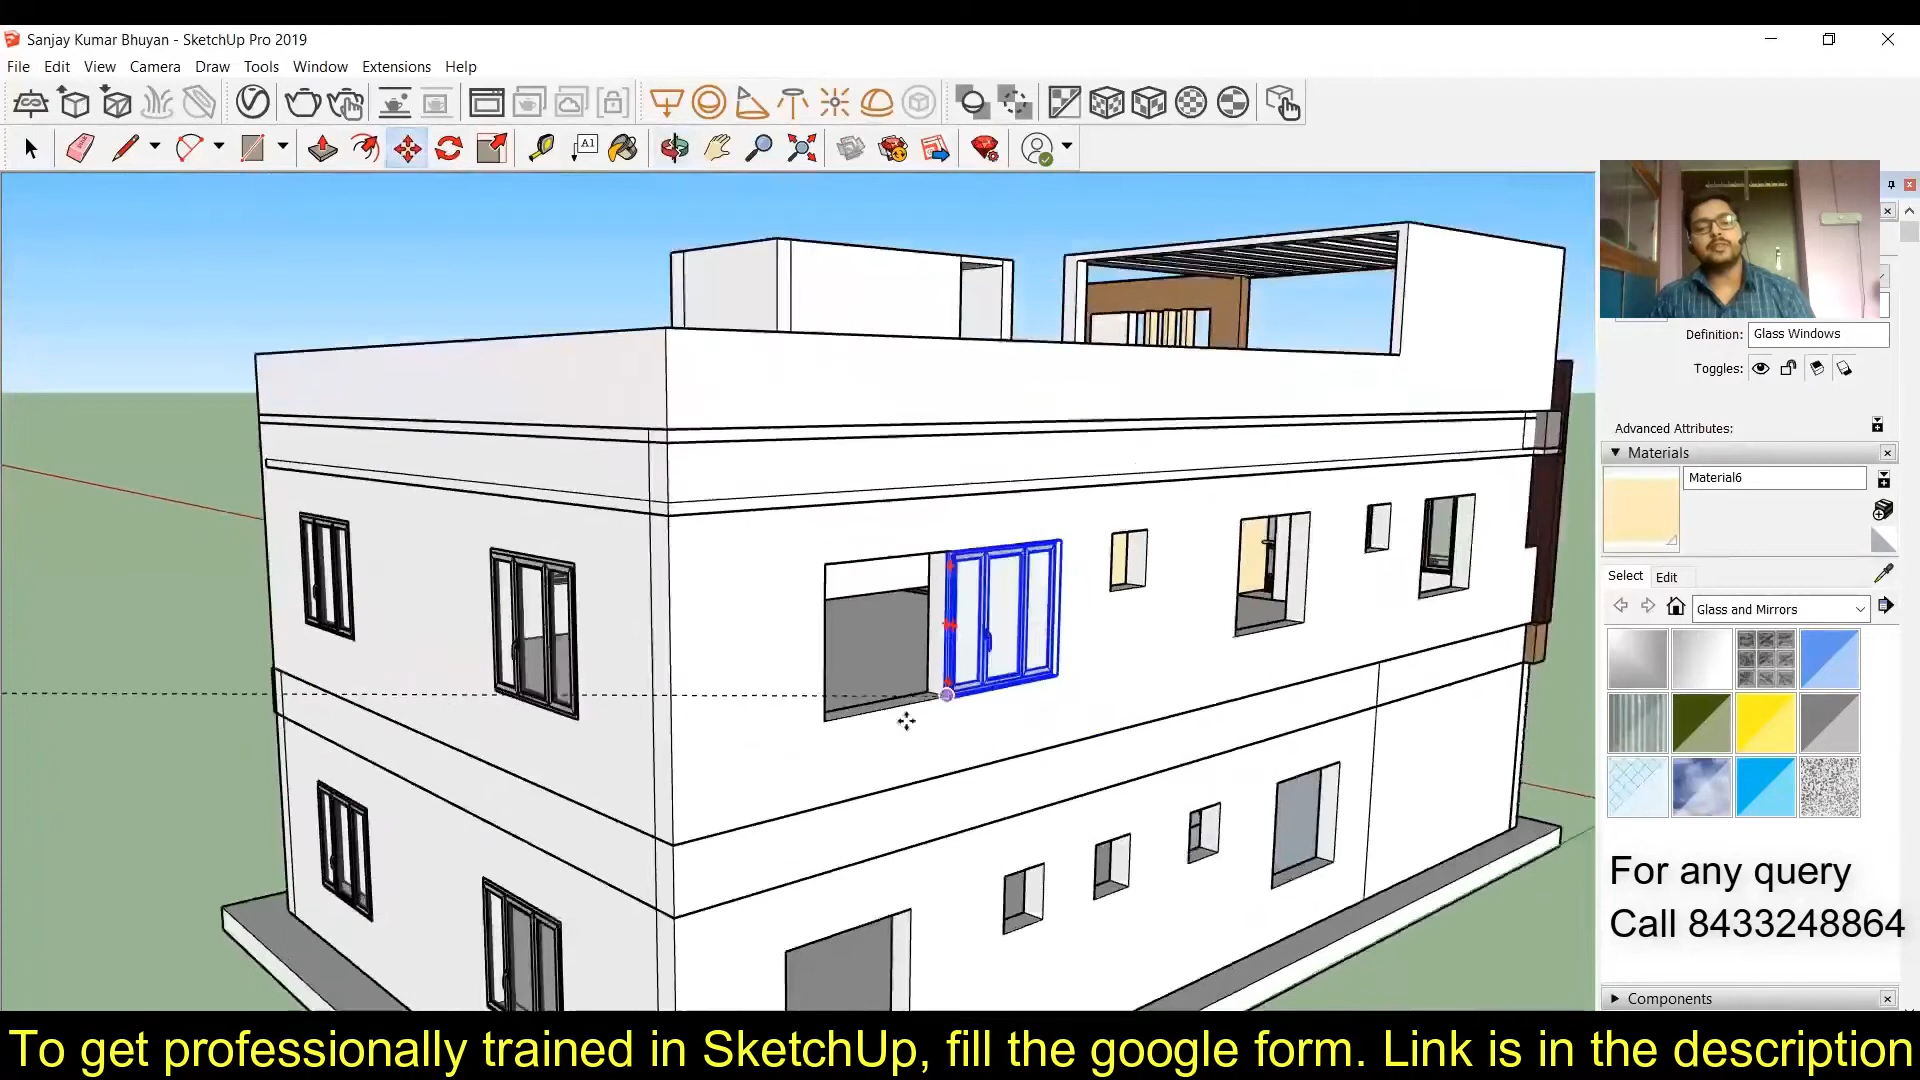 Sanjay Kumar Bhuyan - SketchUp Pro 2019
File Edit View Camera Draw Tools Window Extensions Help
A1
Definition: Glass Windows
Toggles:
Advanced Attributes:
Materials
Material6
Select Edit
Glass and Mirrors
For any query
Call 8433248864
Components
To get professionally trained in SketchUp, fill the google form. Link is in the description